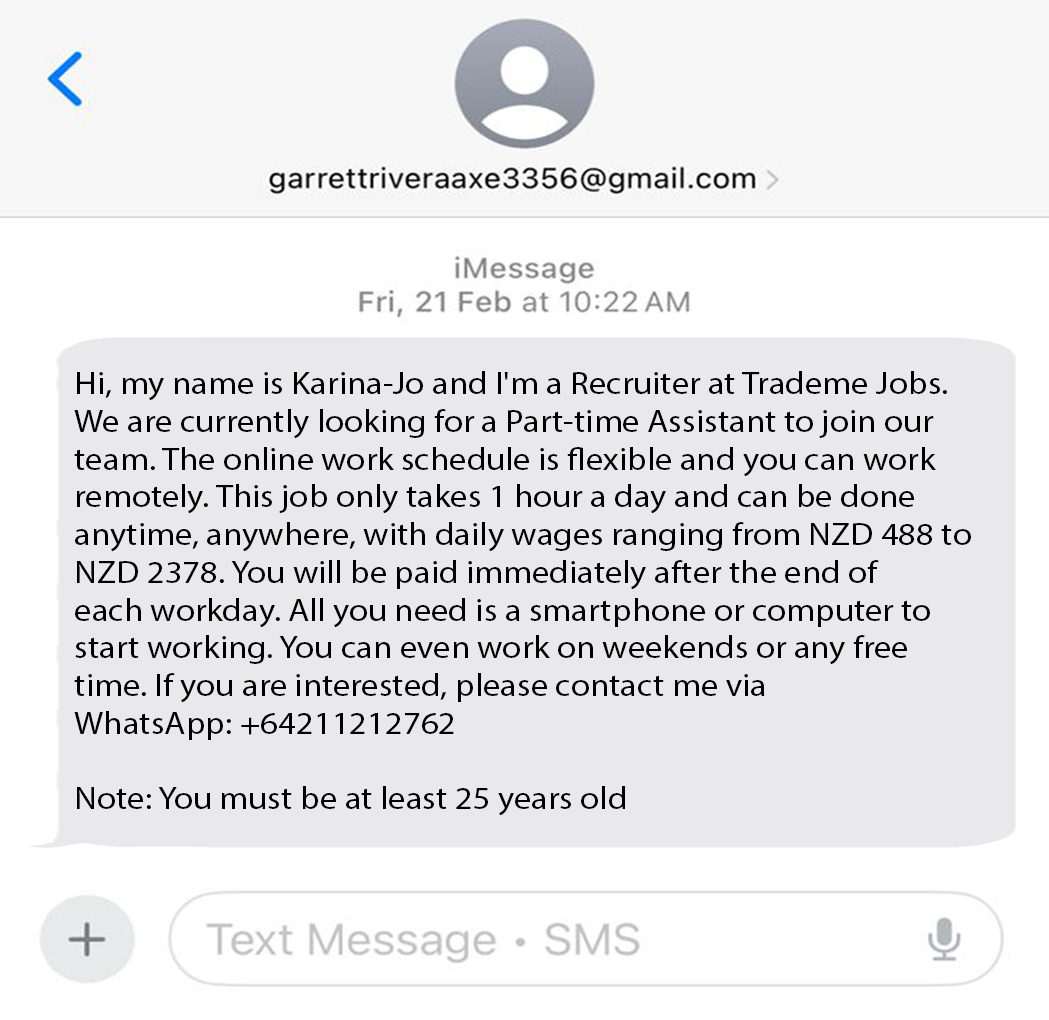 garrettriveraaxe3356@gmail.com
iMessage
Fri, 21 Feb at 10:22 AM
Hi, my name is Karina-Jo and I'm a Recruiter at Trademe Jobs.
We are currently looking for a Part-time Assistant to join our
team. The online work schedule is flexible and you can work
remotely. This job only takes 1 hour a day and can be done
anytime, anywhere, with daily wages ranging from NZD 488 to
NZD 2378. You will be paid immediately after the end of
each workday. All you need is a smartphone or computer to
start working. You can even work on weekends or any free
time. If you are interested, please contact me via
WhatsApp: +64211212762
Note: You must be at least 25 years old
Text Message • SMS